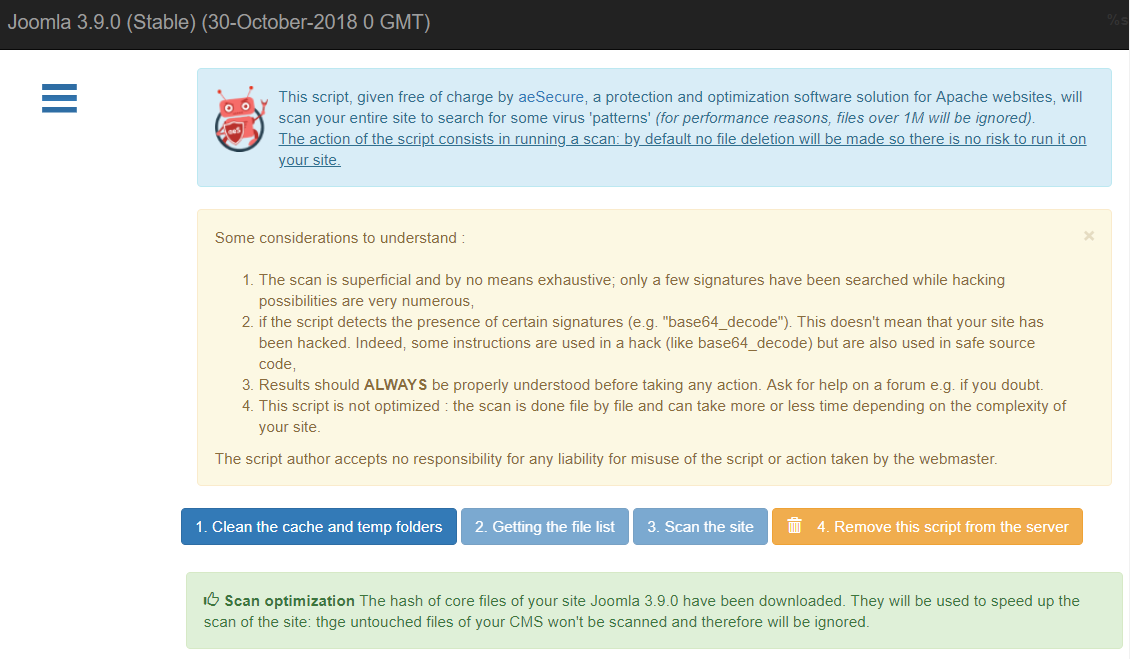 Joomla 3.9.0 (Stable) (30-October-2018 0 GMT)
%s
This script, given free of charge by aeSecure, a protection and optimization software solution for Apache websites, will
scan your entire site to search for some virus 'patterns' (for performance reasons, files over 1M will be ignored).
The action of the script consists in running a scan: by default no file deletion will be made so there is no risk to run it on
your site.
aeS
Some considerations to understand :
×
1. The scan is superficial and by no means exhaustive; only a few signatures have been searched while hacking
possibilities are very numerous,
2. if the script detects the presence of certain signatures (e.g. "base64_decode"). This doesn't mean that your site has
been hacked. Indeed, some instructions are used in a hack (like base64_decode) but are also used in safe source
code,
3. Results should ALWAYS be properly understood before taking any action. Ask for help on a forum e.g. if you doubt.
4. This script is not optimized : the scan is done file by file and can take more or less time depending on the complexity of
your site.
The script author accepts no responsibility for any liability for misuse of the script or action taken by the webmaster.
1. Clean the cache and temp folders
2. Getting the file list
3. Scan the site
4. Remove this script from the server
Scan optimization The hash of core files of your site Joomla 3.9.0 have been downloaded. They will be used to speed up the
scan of the site: thge untouched files of your CMS won't be scanned and therefore will be ignored.